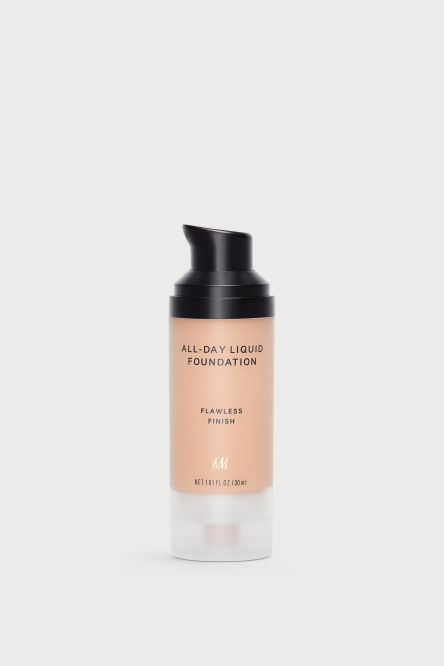 ALL-DAY LIQUID
FOUNDATION
FLAWLESS
FINISH
H&M
NET 1.01 FL.OZ./30ml